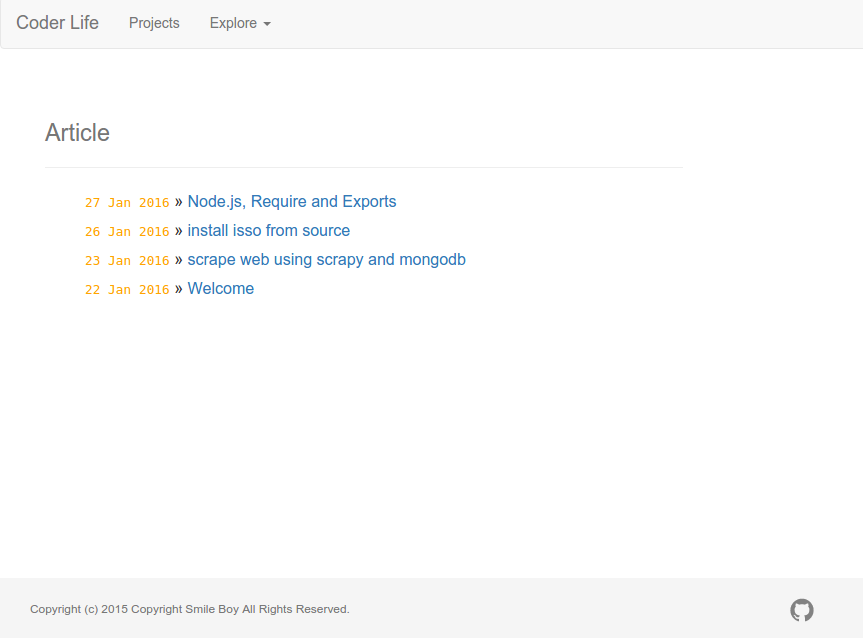 Coder Life Projects Explore
Article
27 Jan 2016 » Node.js, Require and Exports
26 Jan 2016 » install isso from source
23 Jan 2016 » scrape web using scrapy and mongodb
22 Jan 2016 » Welcome
Copyright (c) 2015 Copyright Smile Boy All Rights Reserved.